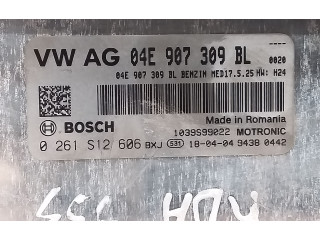 VW AG 04E 907 309 BL 0020
04E 907 309 BL BENZIN MED17.5.25 HW: H24
Made in Romania
BOSCH 1039S99022 MOTRONIC
0 261 S12 606 BXJ S31 18-04-04 9438 0442